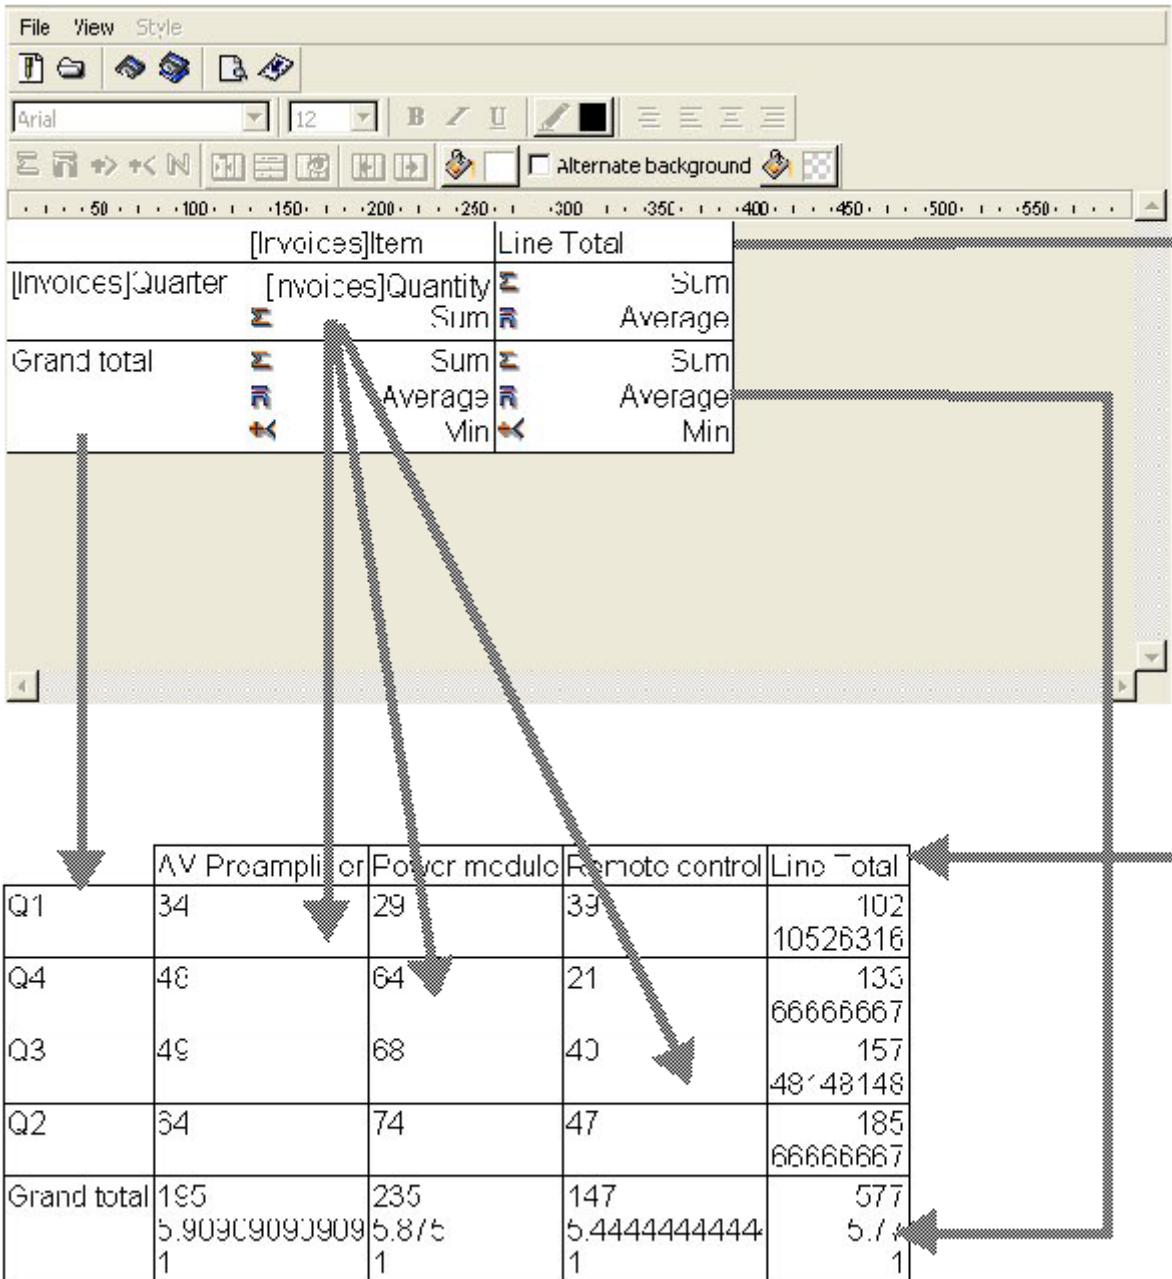 File View Style
Arial 12 B I U
Alternate background
50 100 150 200 250 300 350 400 450 500 550
[Invoices]Item Line Total
[Invoices]Quarter [Invoices]Quantity Sum
Sum Average
Grand total Sum Sum
Average Average
Min Min
AV Preamplifier Power module Remote control Line Total
Q1 34 29 39 102
10526316
Q4 48 64 21 133
66666667
Q3 49 68 40 157
48148148
Q2 64 74 47 185
66666667
Grand total 195 235 147 577
5.90909090909 5.875 5.4444444444 5.77
1 1 1 1